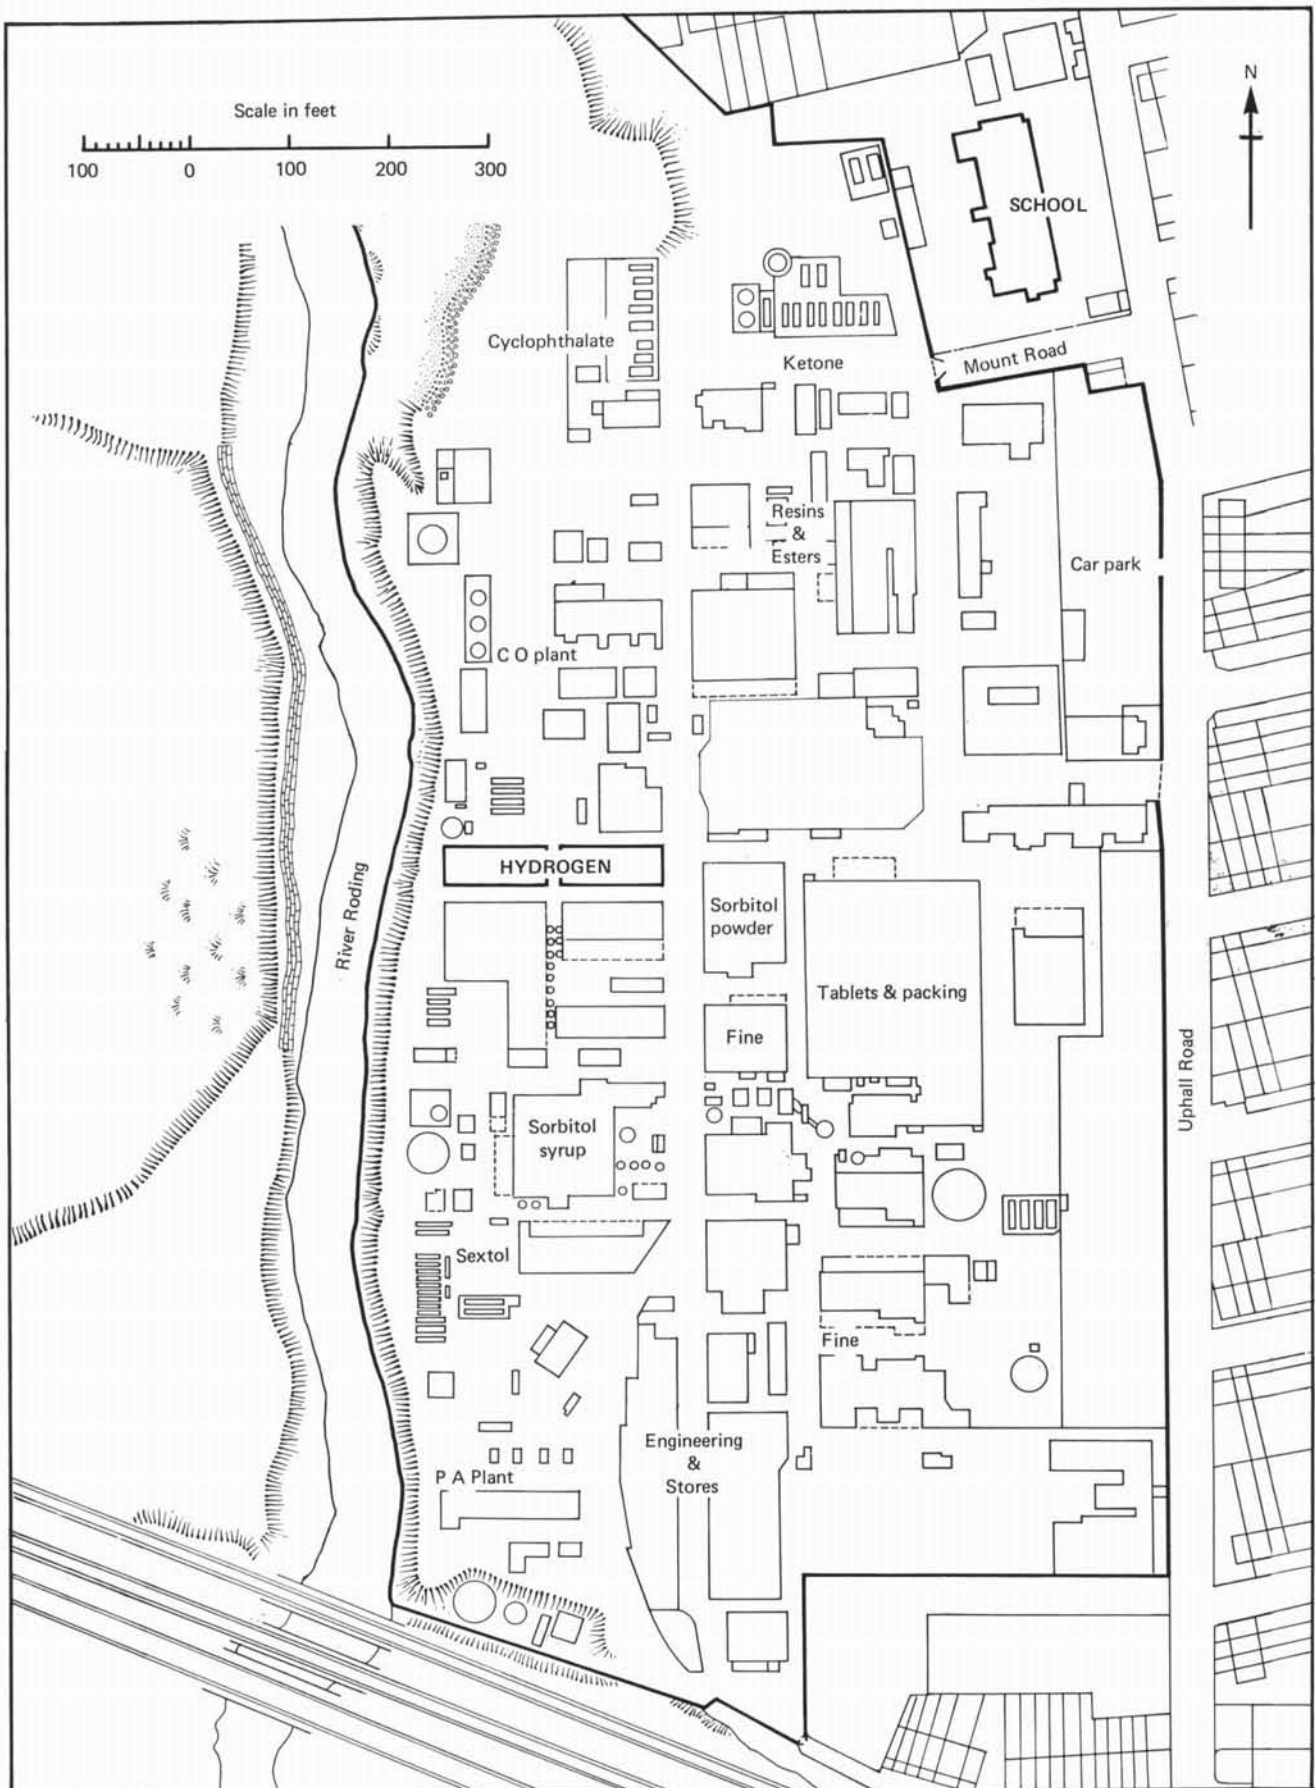 Scale in feet
100 0 100 200 300
N
SCHOOL
Cyclophthalate
Ketone
Mount Road
Resins
&
Esters
Car park
C O plant
HYDROGEN
River Roding
Sorbitol
powder
Tablets & packing
Fine
Uphall Road
Sorbitol
syrup
Sextol
Fine
Engineering
&
Stores
P A Plant